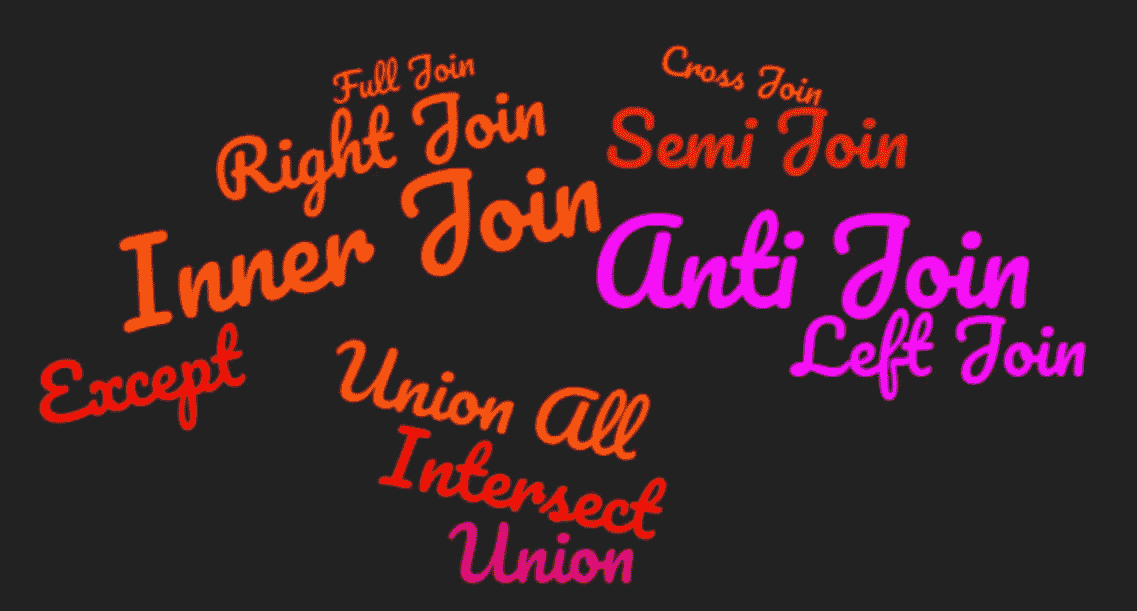 Full Join
Cross Join
Right Join
Semi Join
Inner Join
Anti Join
Left Join
Except
Union All
Intersect
Union